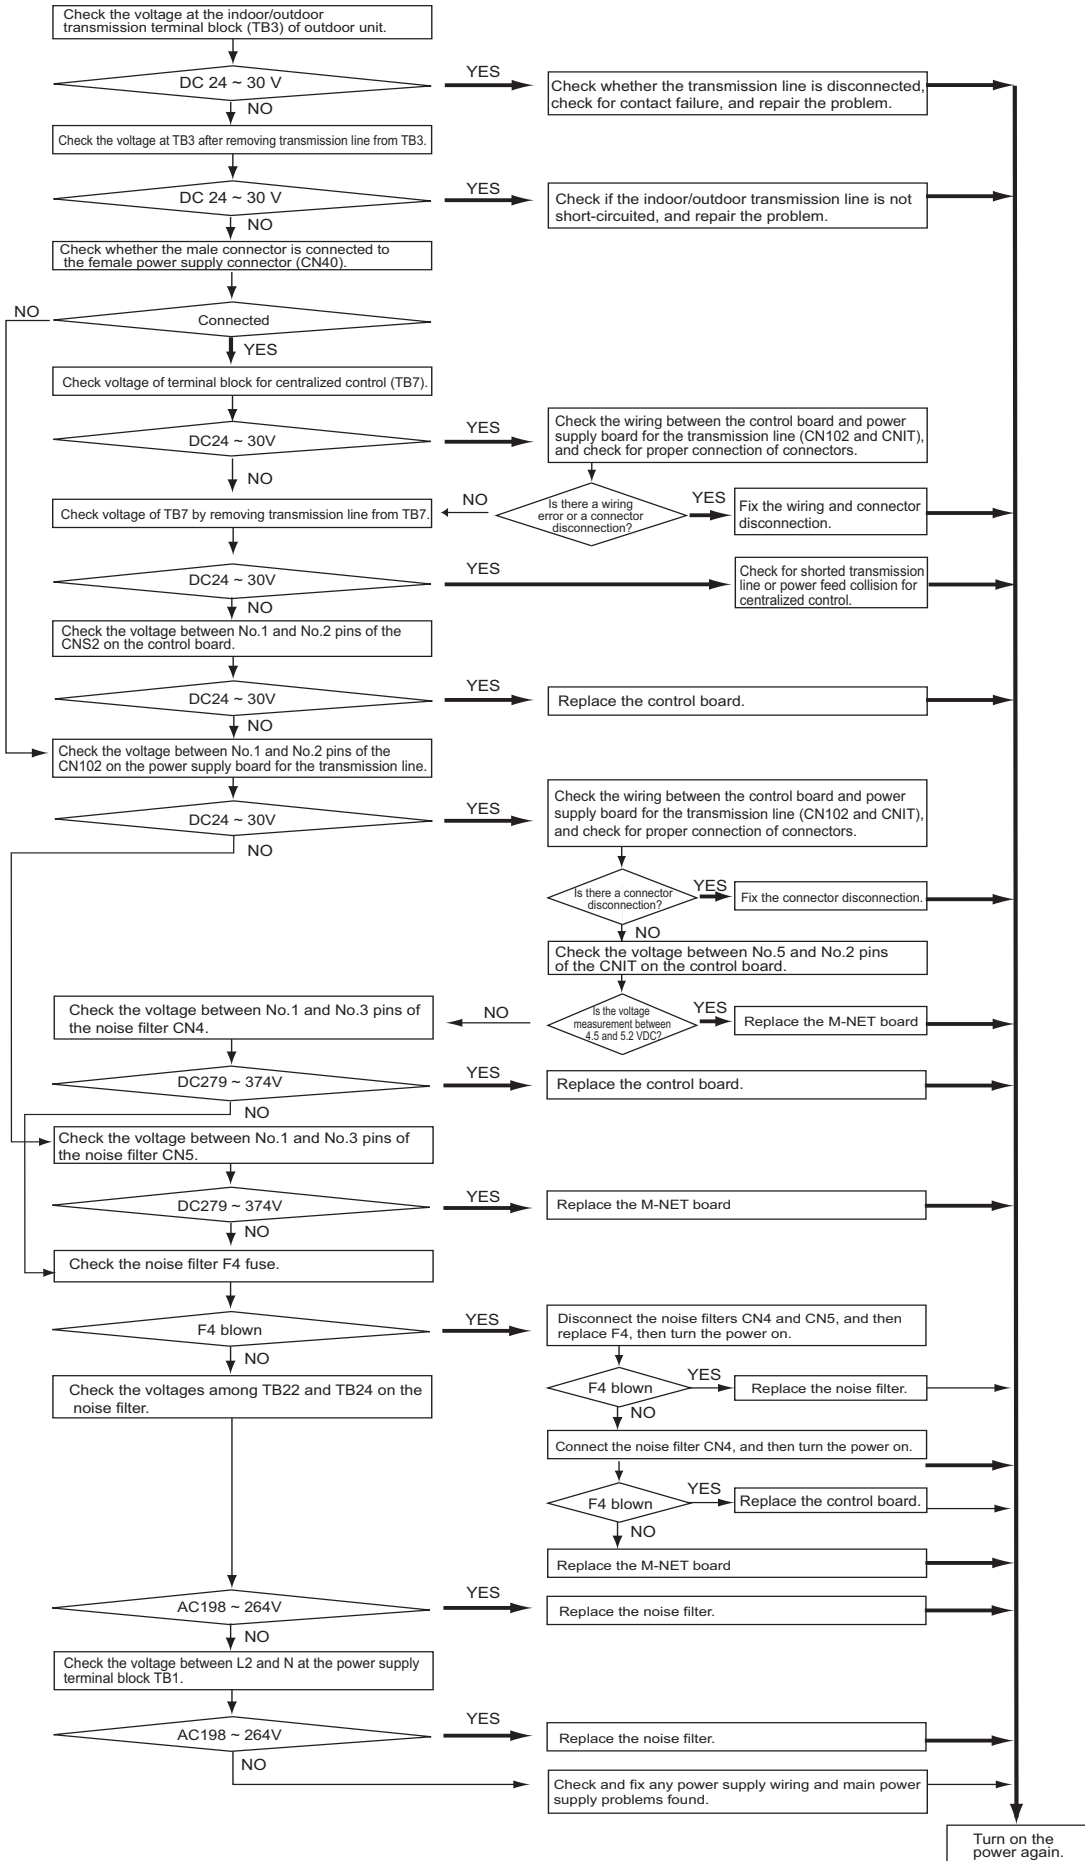 Check the voltage at the indoor/outdoor
transmission terminal block (TB3) of outdoor unit.
DC 24 ~ 30 V
YES
Check whether the transmission line is disconnected,
check for contact failure, and repair the problem.
NO
Check the voltage at TB3 after removing transmission line from TB3.
DC 24 ~ 30 V
YES
Check if the indoor/outdoor transmission line is not
short-circuited, and repair the problem.
NO
Check whether the male connector is connected to
the female power supply connector (CN40).
NO
Connected
YES
Check voltage of terminal block for centralized control (TB7).
DC24 ~ 30V
YES
Check the wiring between the control board and power
supply board for the transmission line (CN102 and CNIT),
and check for proper connection of connectors.
NO
Check voltage of TB7 by removing transmission line from TB7.
NO
Is there a wiring
error or a connector
disconnection?
YES
Fix the wiring and connector
disconnection.
DC24 ~ 30V
YES
Check for shorted transmission
line or power feed collision for
centralized control.
NO
Check the voltage between No.1 and No.2 pins of the
CNS2 on the control board.
DC24 ~ 30V
YES
Replace the control board.
NO
Check the voltage between No.1 and No.2 pins of the
CN102 on the power supply board for the transmission line.
DC24 ~ 30V
YES
Check the wiring between the control board and power
supply board for the transmission line (CN102 and CNIT),
and check for proper connection of connectors.
NO
Is there a connector
disconnection?
YES
Fix the connector disconnection.
NO
Check the voltage between No.5 and No.2 pins
of the CNIT on the control board.
Check the voltage between No.1 and No.3 pins of
the noise filter CN4.
NO
Is the voltage
measurement between
4.5 and 5.2 VDC?
YES
Replace the M-NET board
DC279 ~ 374V
YES
Replace the control board.
NO
Check the voltage between No.1 and No.3 pins of
the noise filter CN5.
DC279 ~ 374V
YES
Replace the M-NET board
NO
Check the noise filter F4 fuse.
F4 blown
YES
Disconnect the noise filters CN4 and CN5, and then
replace F4, then turn the power on.
NO
Check the voltages among TB22 and TB24 on the
noise filter.
F4 blown
YES
Replace the noise filter.
NO
Connect the noise filter CN4, and then turn the power on.
F4 blown
YES
Replace the control board.
NO
Replace the M-NET board
AC198 ~ 264V
YES
Replace the noise filter.
NO
Check the voltage between L2 and N at the power supply
terminal block TB1.
AC198 ~ 264V
YES
Replace the noise filter.
NO
Check and fix any power supply wiring and main power
supply problems found.
Turn on the
power again.